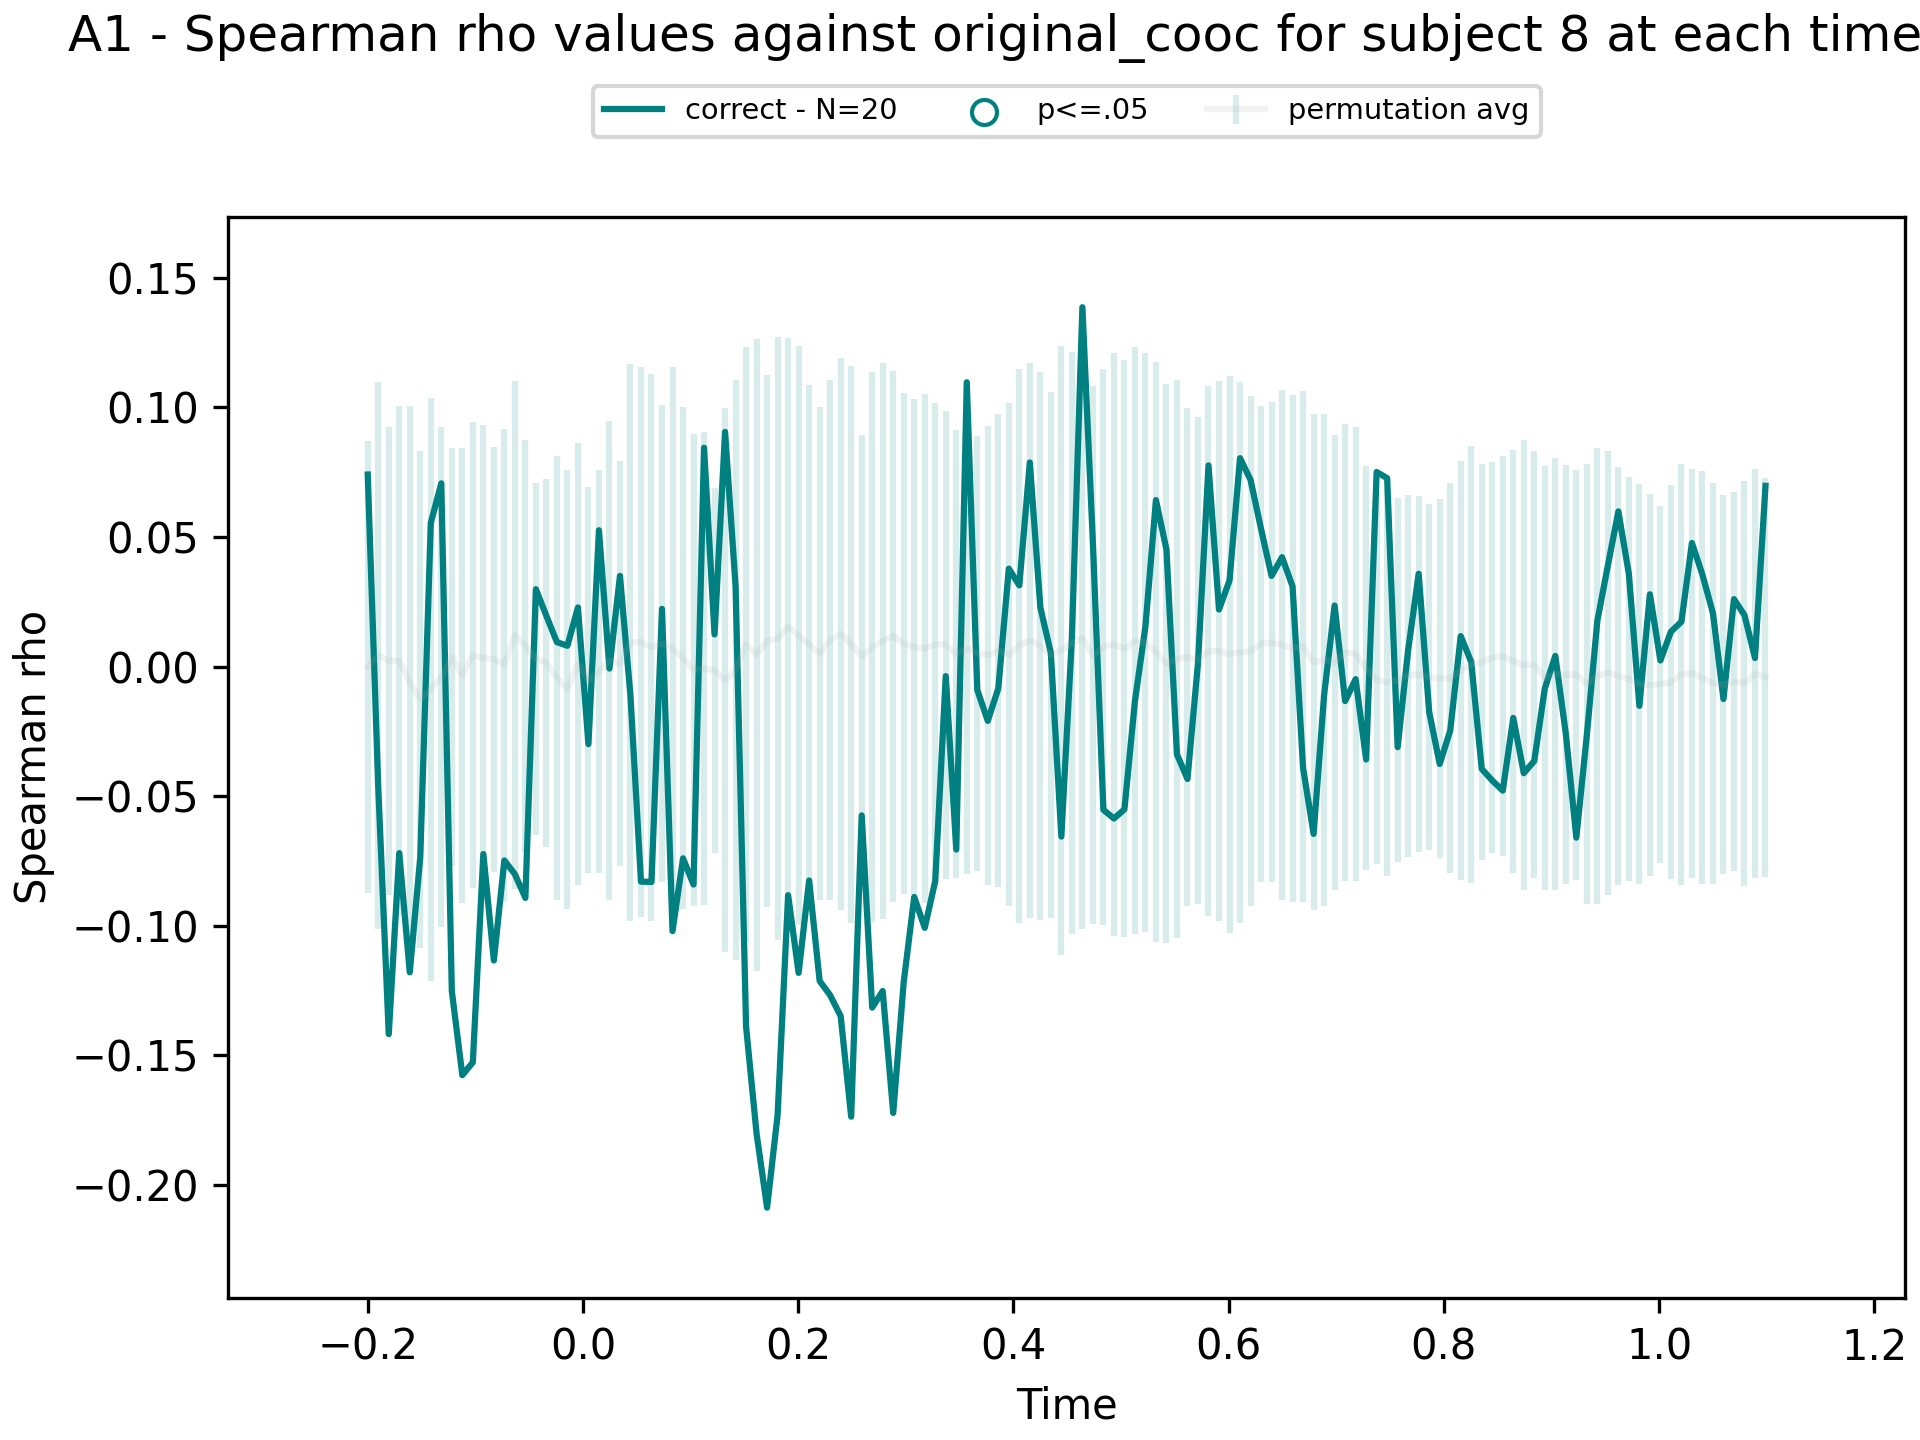 A1 - Spearman rho values against original_cooc for subject 8 at each time
correct - N=20
p<=.05
permutation avg
0.15
0.10
0.05
0.00
−0.05
−0.10
−0.15
−0.20
Spearman rho
−0.2
0.0
0.2
0.4
0.6
0.8
1.0
1.2
Time